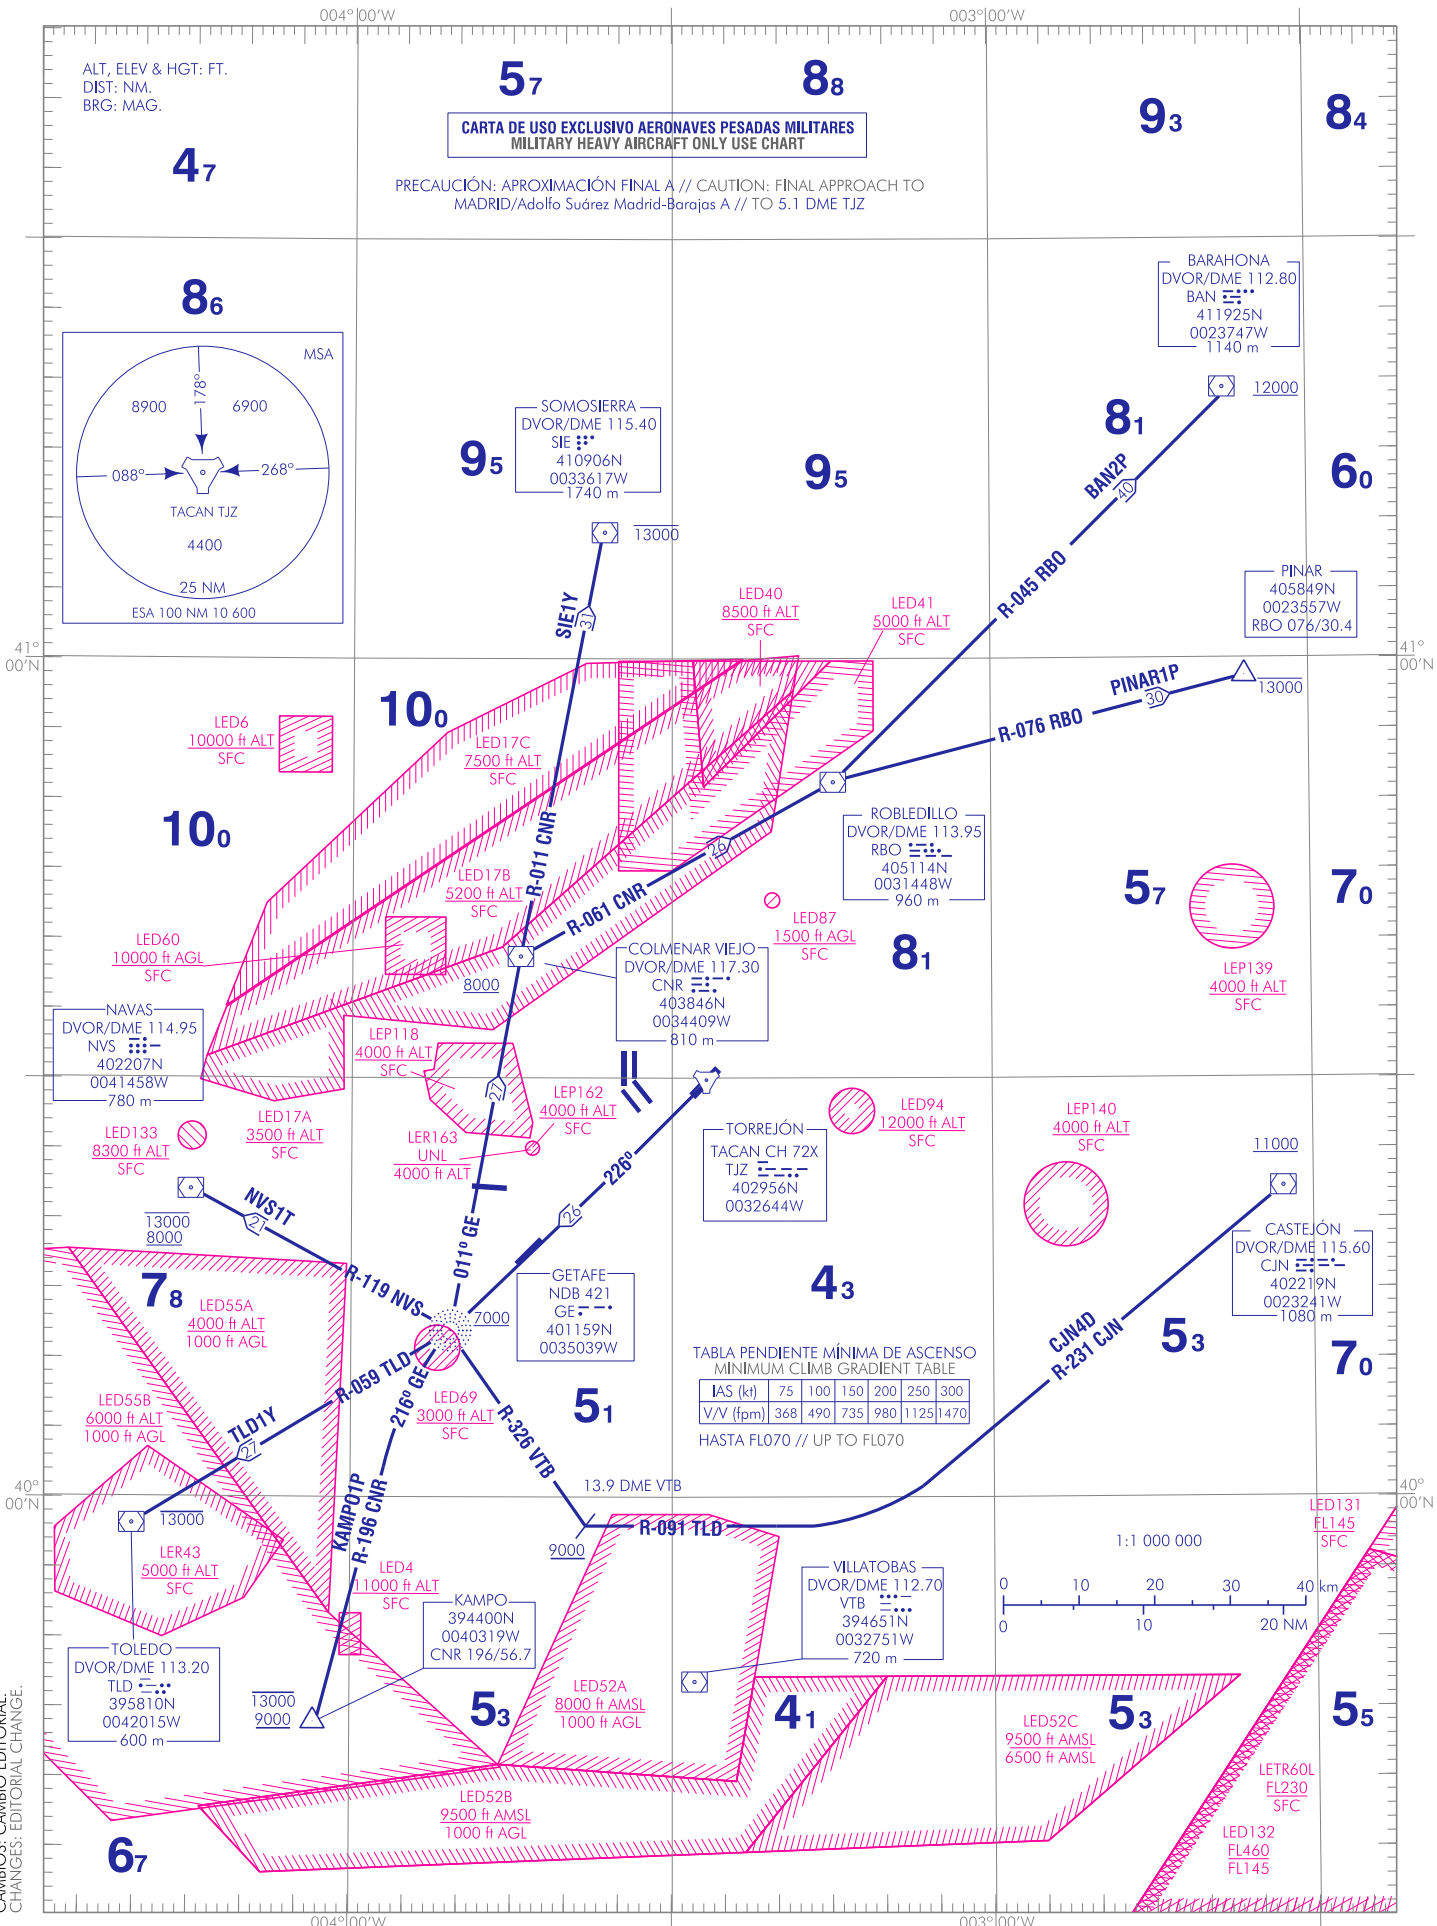 004°00'W
003°00'W
ALT, ELEV & HGT: FT.
DIST: NM.
BRG: MAG.
5₇
8₈
9₃
8₄
4₇
CARTA DE USO EXCLUSIVO AERONAVES PESADAS MILITARES
MILITARY HEAVY AIRCRAFT ONLY USE CHART
PRECAUCIÓN: APROXIMACIÓN FINAL A // CAUTION: FINAL APPROACH TO
MADRID/Adolfo Suárez Madrid-Barajas A // TO 5.1 DME TJZ
8₆
MSA
178°
8900
6900
088°
268°
TACAN TJZ
4400
25 NM
ESA 100 NM 10 600
BARAHONA
DVOR/DME 112.80
BAN
411925N
0023747W
1140 m
12000
SOMOSIERRA
DVOR/DME 115.40
SIE
410906N
0033617W
1740 m
13000
9₅
9₅
8₁
6₀
BAN2P
40
R-045 RBO
PINAR
405849N
0023557W
RBO 076/30.4
13000
PINAR1P
30
R-076 RBO
SIE1Y
31
R-011 CNR
LED40
8500 ft ALT
SFC
LED41
5000 ft ALT
SFC
41°
00'N
41°
00'N
10₀
LED6
10000 ft ALT
SFC
LED17C
7500 ft ALT
SFC
10₀
ROBLEDILLO
DVOR/DME 113.95
RBO
405114N
0031448W
960 m
26
R-061 CNR
LED17B
5200 ft ALT
SFC
5₇
7₀
LED87
1500 ft AGL
SFC
8₁
LED60
10000 ft AGL
SFC
COLMENAR VIEJO
DVOR/DME 117.30
CNR
403846N
0034409W
810 m
8000
LEP139
4000 ft ALT
SFC
NAVAS
DVOR/DME 114.95
NVS
402207N
0041458W
780 m
LEP118
4000 ft ALT
SFC
27
LEP162
4000 ft ALT
SFC
LED17A
3500 ft ALT
SFC
LER163
UNL
4000 ft ALT
LED133
8300 ft ALT
SFC
LED94
12000 ft ALT
SFC
LEP140
4000 ft ALT
SFC
TORREJÓN
TACAN CH 72X
TJZ
402956N
0032644W
11000
CASTEJÓN
DVOR/DME 115.60
CJN
402219N
0023241W
1080 m
226º
26
011º GE
NVS1T
21
13000
8000
R-119 NVS
7₈
LED55A
4000 ft ALT
1000 ft AGL
GETAFE
NDB 421
GE
401159N
0035039W
7000
4₃
5₃
7₀
CJN4D
R-231 CJN
TABLA PENDIENTE MÍNIMA DE ASCENSO
MINIMUM CLIMB GRADIENT TABLE
IAS (kt) 75 100 150 200 250 300
V/V (fpm) 368 490 735 980 1125 1470
HASTA FL070 // UP TO FL070
R-059 TLD
LED69
3000 ft ALT
SFC
5₁
LED55B
6000 ft ALT
1000 ft AGL
TLD1Y
27
216º GE
R-326 VTB
13.9 DME VTB
40°
00'N
40°
00'N
13000
KAMPO1P
R-196 CNR
R-091 TLD
9000
LER43
5000 ft ALT
SFC
LED4
11000 ft ALT
SFC
KAMPO
394400N
0040319W
CNR 196/56.7
VILLATOBAS
DVOR/DME 112.70
VTB
394651N
0032751W
720 m
LED131
FL145
SFC
1:1 000 000
0 10 20 30 40 km
0 10 20 NM
TOLEDO
DVOR/DME 113.20
TLD
395810N
0042015W
600 m
13000
9000
5₃
LED52A
8000 ft AMSL
1000 ft AGL
4₁
LED52C
9500 ft AMSL
6500 ft AMSL
5₃
5₅
LETR60L
FL230
SFC
LED52B
9500 ft AMSL
1000 ft AGL
LED132
FL460
FL145
6₇
CAMBIOS: CAMBIO EDITORIAL.
CHANGES: EDITORIAL CHANGE.
004°00'W
003°00'W